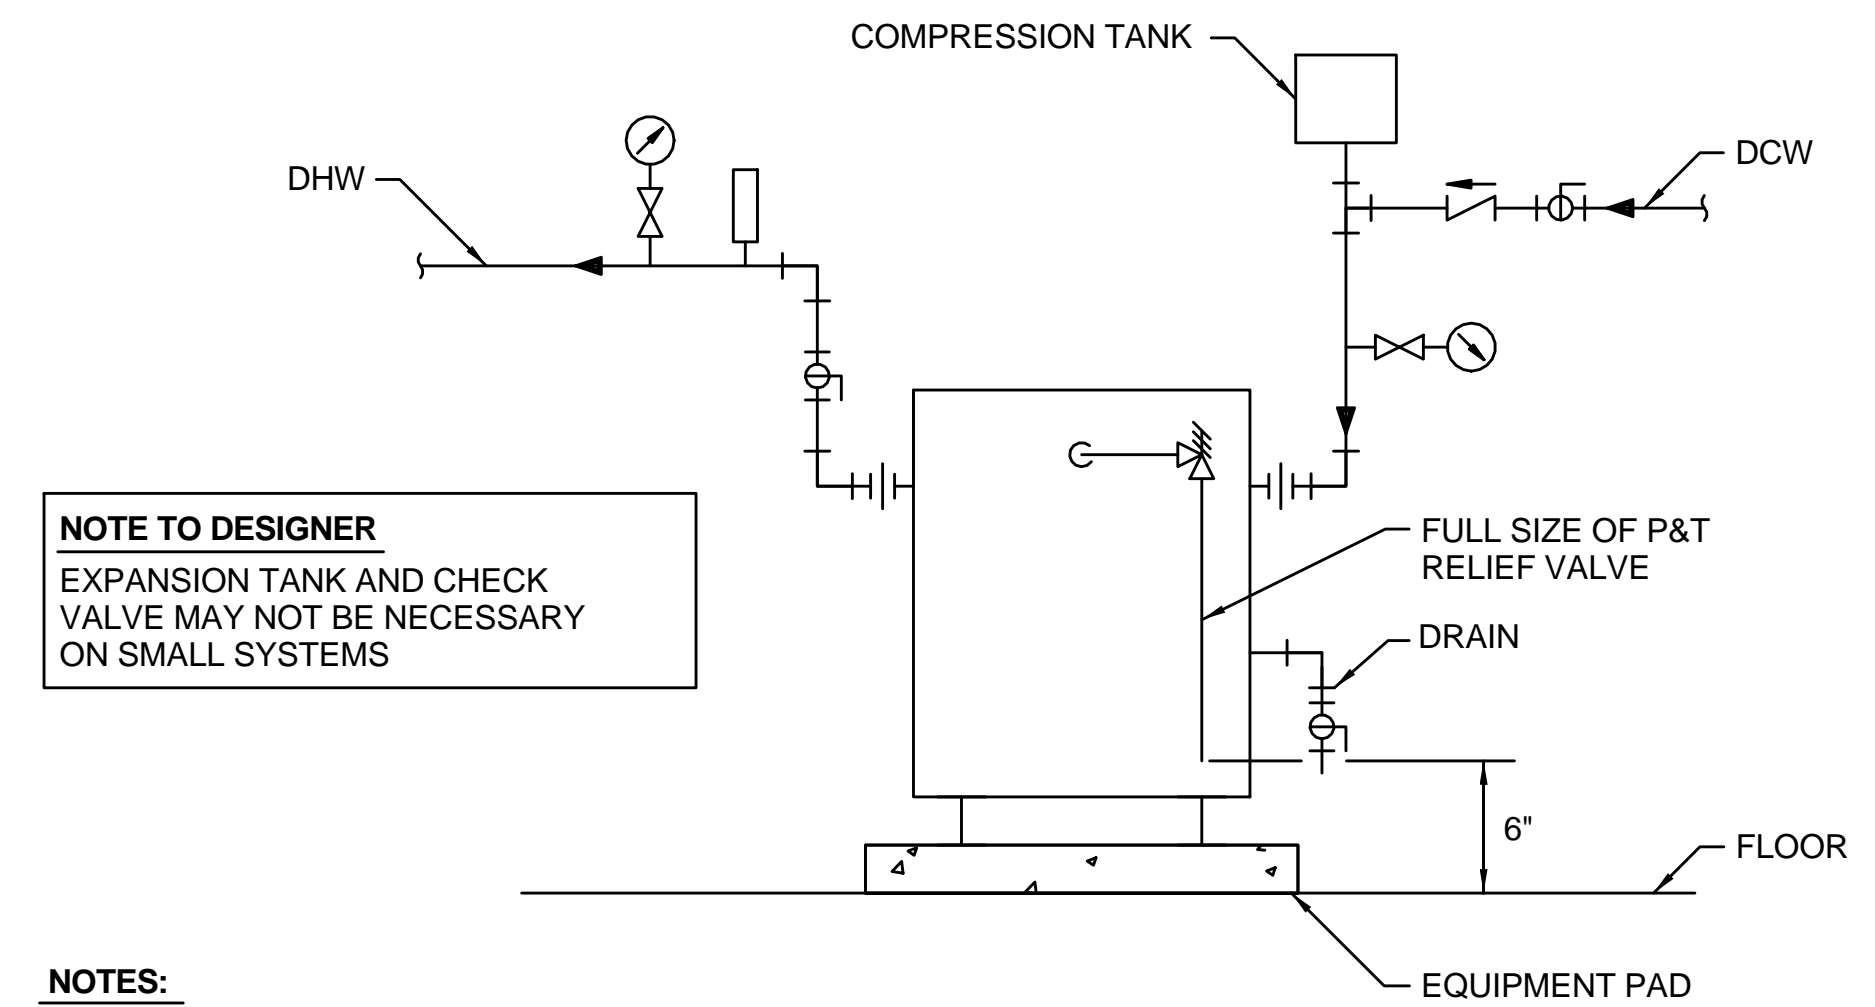 COMPRESSION TANK
DHW
DCW
NOTE TO DESIGNER
EXPANSION TANK AND CHECK
VALVE MAY NOT BE NECESSARY
ON SMALL SYSTEMS
FULL SIZE OF P&T
RELIEF VALVE
DRAIN
6"
FLOOR
EQUIPMENT PAD
NOTES: